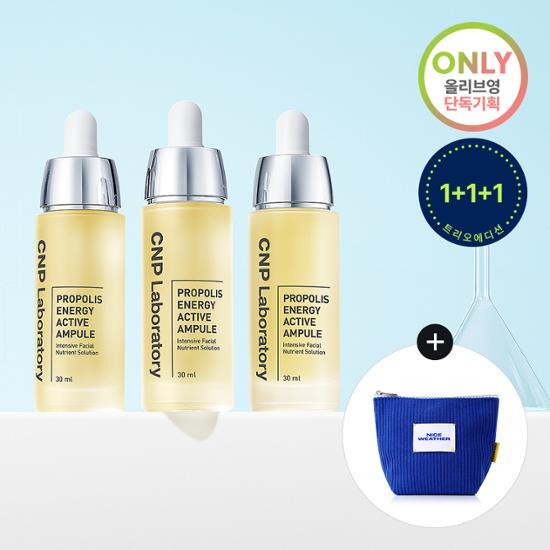 ONLY
올리브영
단독기획
1+1+1
트리오에디션
CNP Laboratory
PROPOLIS
ENERGY
ACTIVE
AMPULE
Intensive Facial
Nutrient Solution
30 ml
CNP Laboratory
PROPOLIS
ENERGY
ACTIVE
AMPULE
Intensive Facial
Nutrient Solution
30 ml
CNP Laboratory
PROPOLIS
ENERGY
ACTIVE
AMPULE
Intensive Facial
Nutrient Solution
30 ml
+
NICE
WEATHER